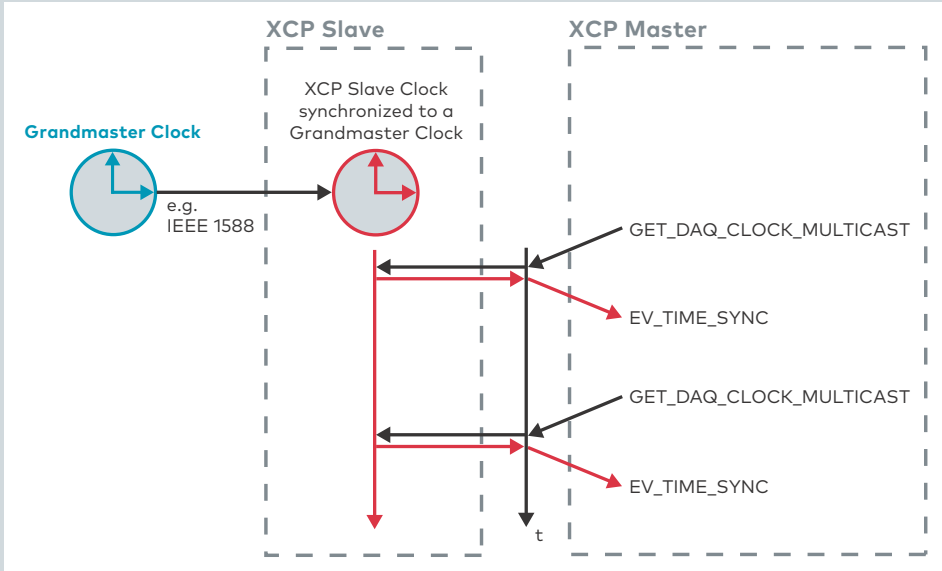 XCP Slave
XCP Master
XCP Slave Clock
synchronized to a
Grandmaster Clock
Grandmaster Clock
e.g.
IEEE 1588
GET_DAQ_CLOCK_MULTICAST
EV_TIME_SYNC
GET_DAQ_CLOCK_MULTICAST
EV_TIME_SYNC
t